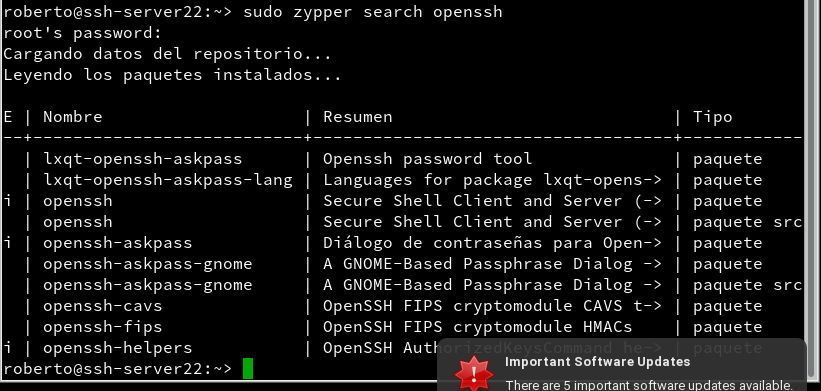 roberto@ssh-server22:~> sudo zypper search openssh
root's password:
Cargando datos del repositorio...
Leyendo los paquetes instalados...
E | Nombre | Resumen | Tipo
--+---------------------------+-----------------------------------+------------
  | lxqt-openssh-askpass | Openssh password tool | paquete
  | lxqt-openssh-askpass-lang | Languages for package lxqt-opens-> | paquete
i | openssh | Secure Shell Client and Server (-> | paquete
  | openssh | Secure Shell Client and Server (-> | paquete src
i | openssh-askpass | Diálogo de contraseñas para Open-> | paquete
  | openssh-askpass-gnome | A GNOME-Based Passphrase Dialog -> | paquete
  | openssh-askpass-gnome | A GNOME-Based Passphrase Dialog -> | paquete src
  | openssh-cavs | OpenSSH FIPS cryptomodule CAVS t-> | paquete
  | openssh-fips | OpenSSH FIPS cryptomodule HMACs | paquete
i | openssh-helpers | OpenSSH AuthorizedKeysCommand he-> | paquete
roberto@ssh-server22:~>
Important Software Updates
There are 5 important software updates available.